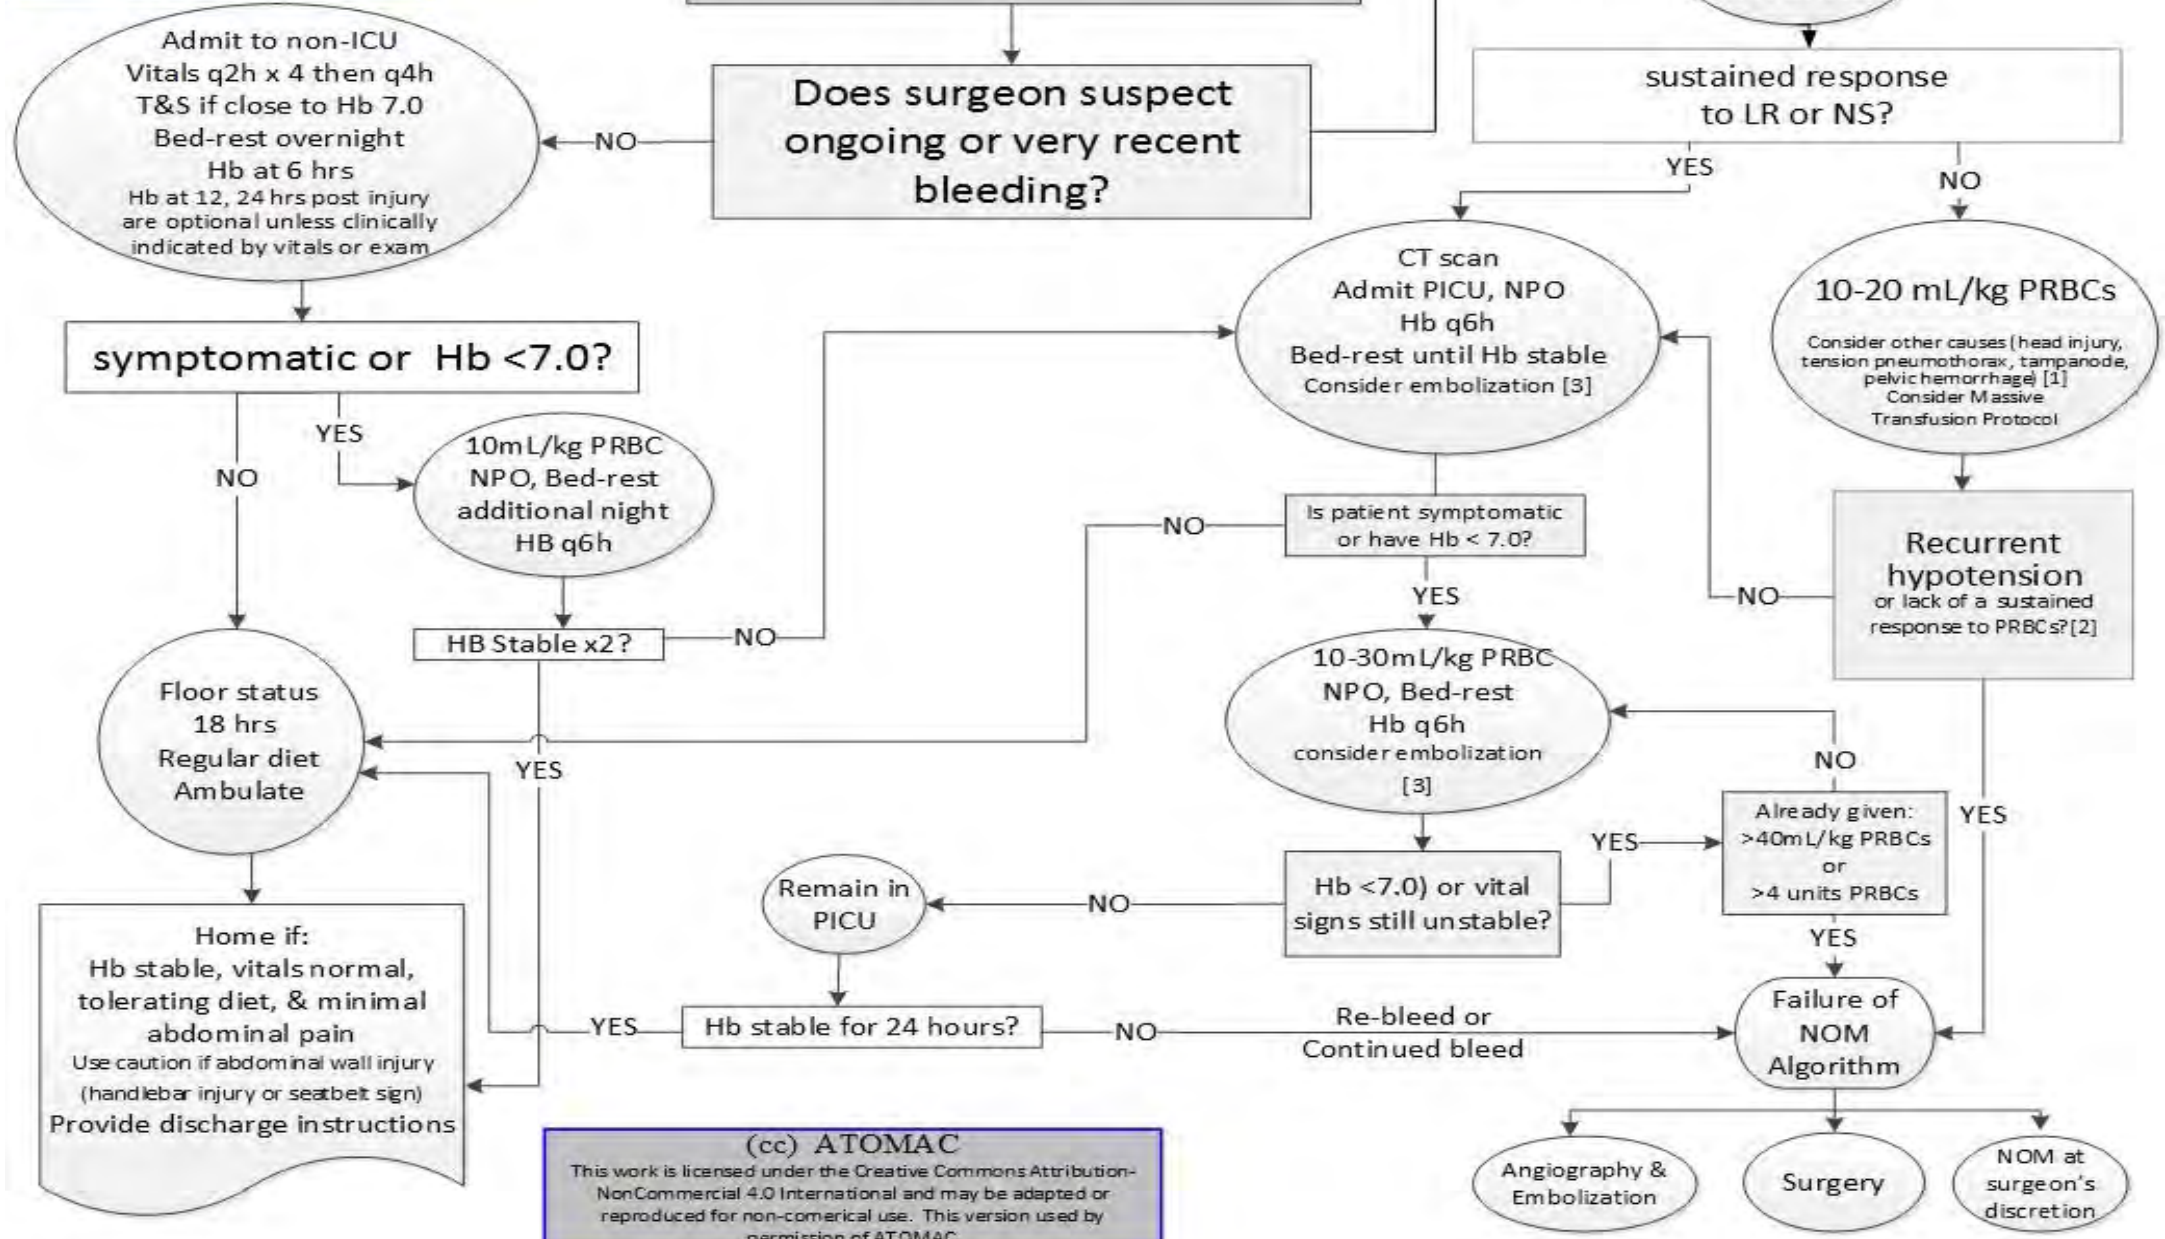 Admit to non-ICU
Vitals q2h x 4 then q4h
T&S if close to Hb 7.0
Bed-rest overnight
Hb at 6 hrs
Hb at 12, 24 hrs post injury
are optional unless clinically
indicated by vitals or exam
NO
Does surgeon suspect
ongoing or very recent
bleeding?
sustained response
to LR or NS?
YES
NO
CT scan
Admit PICU, NPO
Hb q6h
Bed-rest until Hb stable
Consider embolization [3]
10-20 mL/kg PRBCs
Consider other causes (head injury,
tension pneumothorax, tampanode,
pelvic hemorrhage) [1]
Consider Massive
Transfusion Protocol
symptomatic or Hb <7.0?
NO
YES
10mL/kg PRBC
NPO, Bed-rest
additional night
HB q6h
HB Stable x2?
NO
YES
Is patient symptomatic
or have Hb < 7.0?
NO
YES
Recurrent
hypotension
or lack of a sustained
response to PRBCs?[2]
NO
YES
Floor status
18 hrs
Regular diet
Ambulate
10-30mL/kg PRBC
NPO, Bed-rest
Hb q6h
consider embolization
[3]
NO
Already given:
>40mL/kg PRBCs
or
>4 units PRBCs
YES
YES
Hb <7.0) or vital
signs still unstable?
NO
Remain in
PICU
Hb stable for 24 hours?
YES
NO
Re-bleed or
Continued bleed
Failure of
NOM
Algorithm
Home if:
Hb stable, vitals normal,
tolerating diet, & minimal
abdominal pain
Use caution if abdominal wall injury
(handlebar injury or seatbelt sign)
Provide discharge instructions
Angiography &
Embolization
Surgery
NOM at
surgeon's
discretion
(cc) ATOMAC
This work is licensed under the Creative Commons Attribution-
NonCommercial 4.0 International and may be adapted or
reproduced for non-comerical use. This version used by
permission of ATOMAC